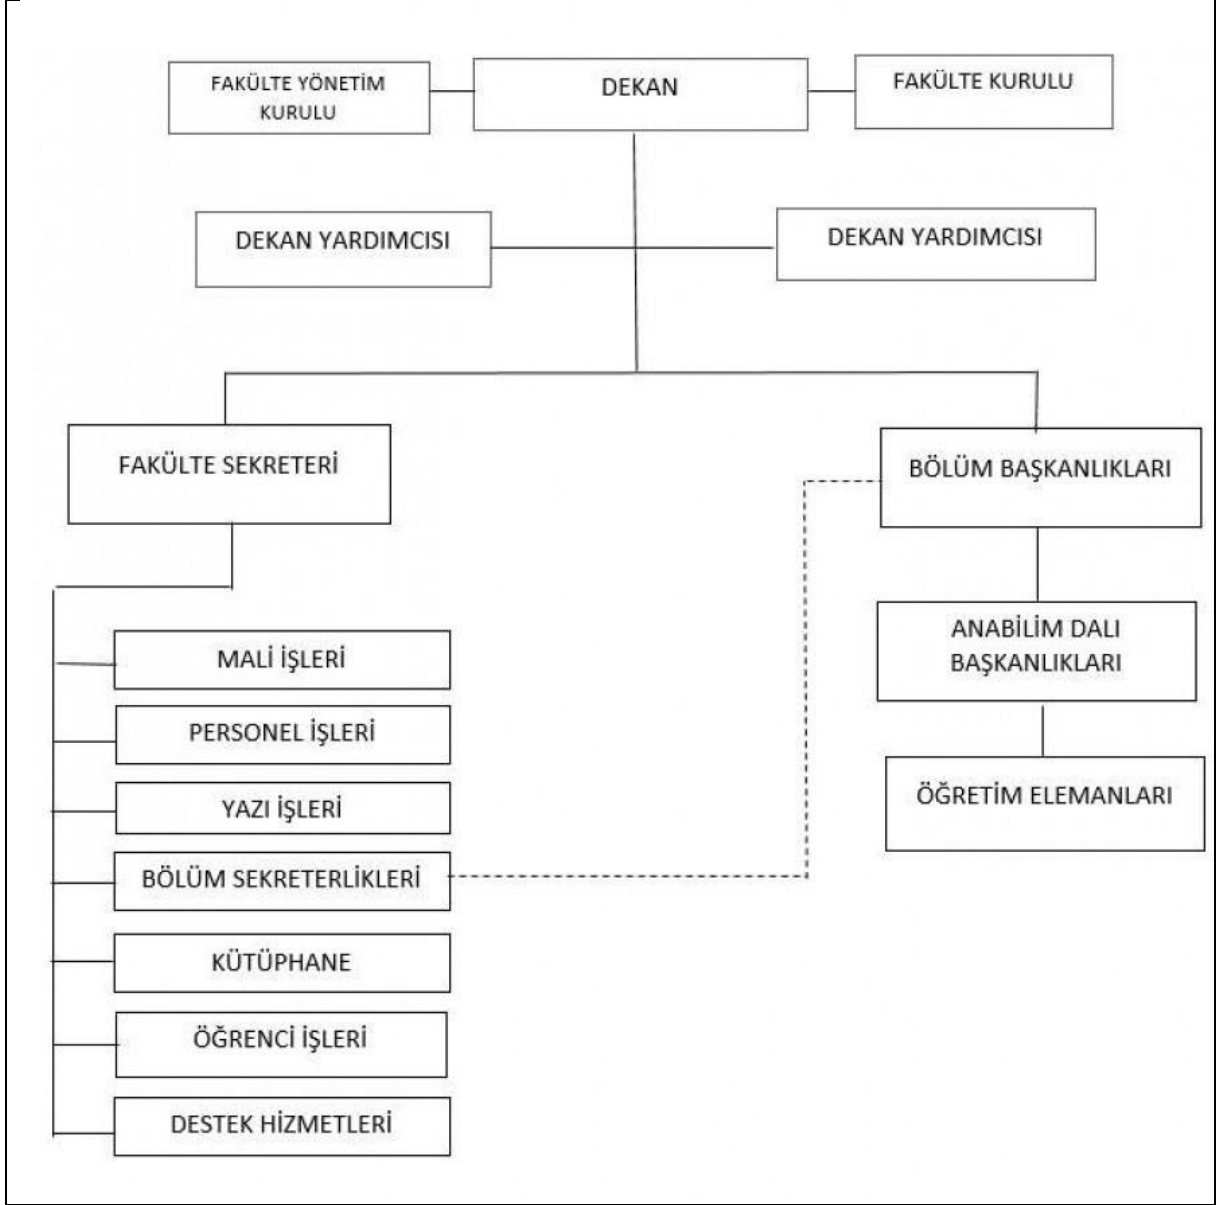 FAKÜLTE YÖNETİM
KURULU
DEKAN
FAKÜLTE KURULU
DEKAN YARDIMCISI
DEKAN YARDIMCISI
FAKÜLTE SEKRETERİ
BÖLÜM BAŞKANLIKLARI
ANABİLİM DALI
BAŞKANLIKLARI
ÖĞRETİM ELEMANLARI
MALİ İŞLERİ
PERSONEL İŞLERİ
YAZI İŞLERİ
BÖLÜM SEKRETERLİKLERİ
KÜTÜPHANE
ÖĞRENCİ İŞLERİ
DESTEK HİZMETLERİ